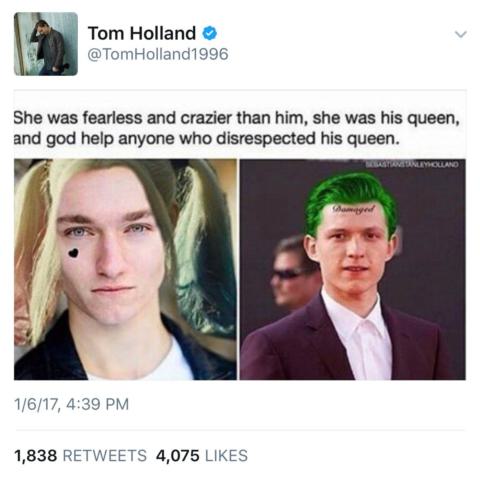 Tom Holland
@TomHolland1996
She was fearless and crazier than him, she was his queen,
and god help anyone who disrespected his queen.
SEBASTIANSTANLEYHOLLAND
Damaged
1/6/17, 4:39 PM
1,838 RETWEETS 4,075 LIKES